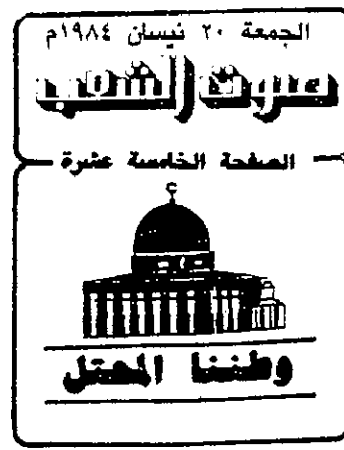 الجمعة ٢٠ نيسان ١٩٨٤م
صوت الشعب
الصفحة الخامسة عشرة
وطننا المحتل